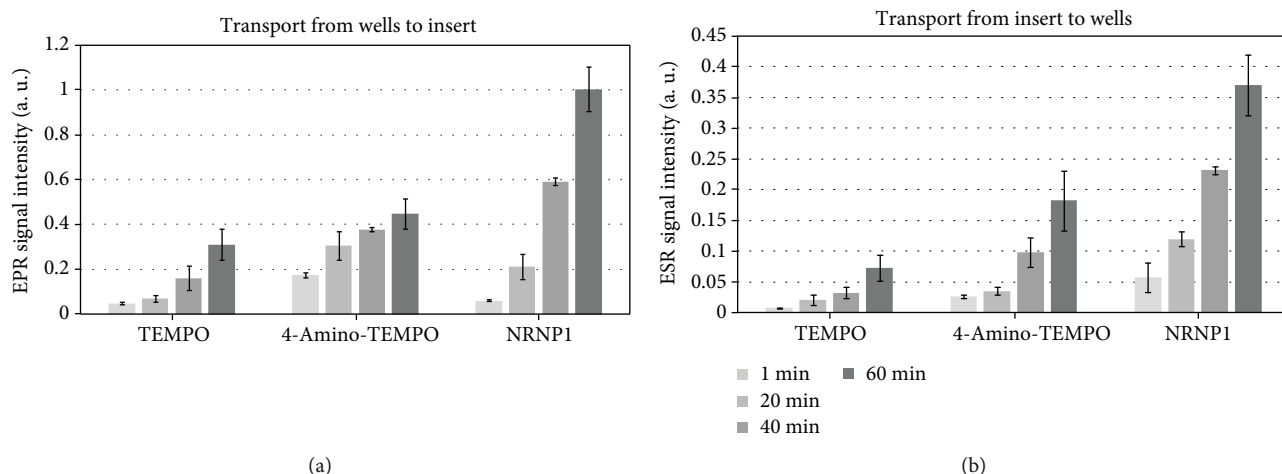 Transport from wells to insert
EPR signal intensity (a. u.)
1.2
1
0.8
0.6
0.4
0.2
0
TEMPO 4-Amino-TEMPO NRNP1
(a)
Transport from insert to wells
ESR signal intensity (a. u.)
0.45
0.4
0.35
0.3
0.25
0.2
0.15
0.1
0.05
0
TEMPO 4-Amino-TEMPO NRNP1
1 min 60 min
20 min
40 min
(b)